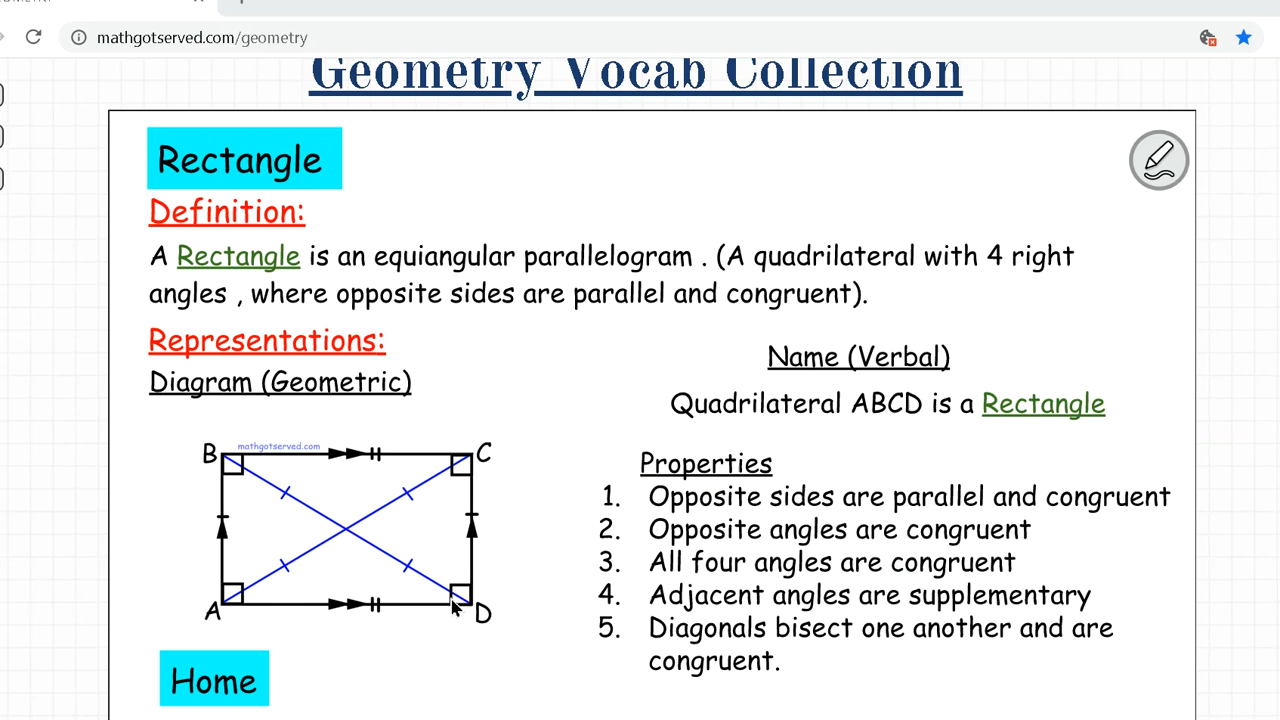 mathgotserved.com/geometry
Geometry Vocab Collection
Rectangle
Definition:
A Rectangle is an equiangular parallelogram . (A quadrilateral with 4 right
angles , where opposite sides are parallel and congruent).
Representations:
Diagram (Geometric)
Name (Verbal)
Quadrilateral ABCD is a Rectangle
B
mathgotserved.com
C
A
D
Properties
1. Opposite sides are parallel and congruent
2. Opposite angles are congruent
3. All four angles are congruent
4. Adjacent angles are supplementary
5. Diagonals bisect one another and are
congruent.
Home